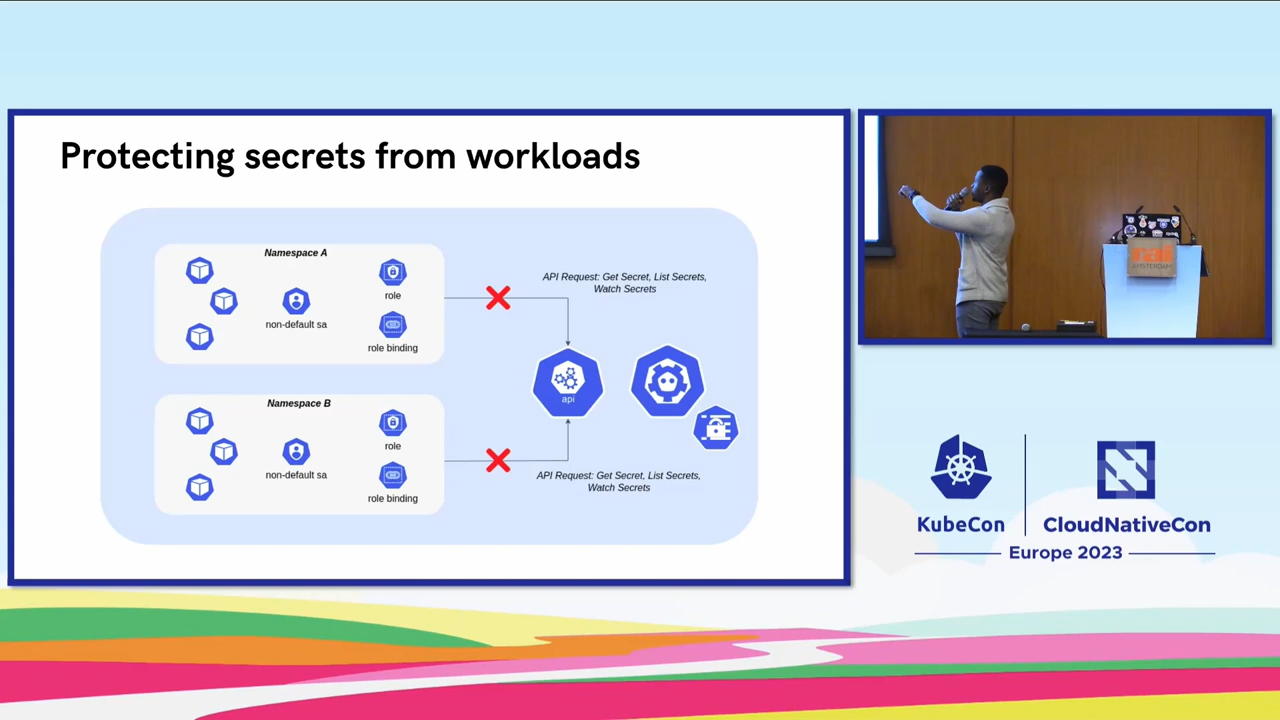 Protecting secrets from workloads
Namespace A
non-default sa
role
role binding
API Request: Get Secret, List Secrets,
Watch Secrets
api
Namespace B
non-default sa
role
role binding
API Request: Get Secret, List Secrets,
Watch Secrets
AMSTERDAM
KubeCon
CloudNativeCon
Europe 2023